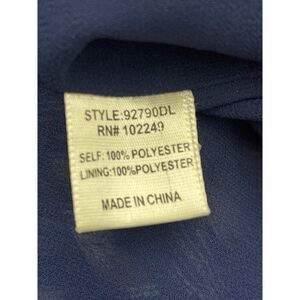 STYLE:92790DL
RN# 102249
SELF: 100% POLYESTER
LINING:100%POLYESTER
MADE IN CHINA